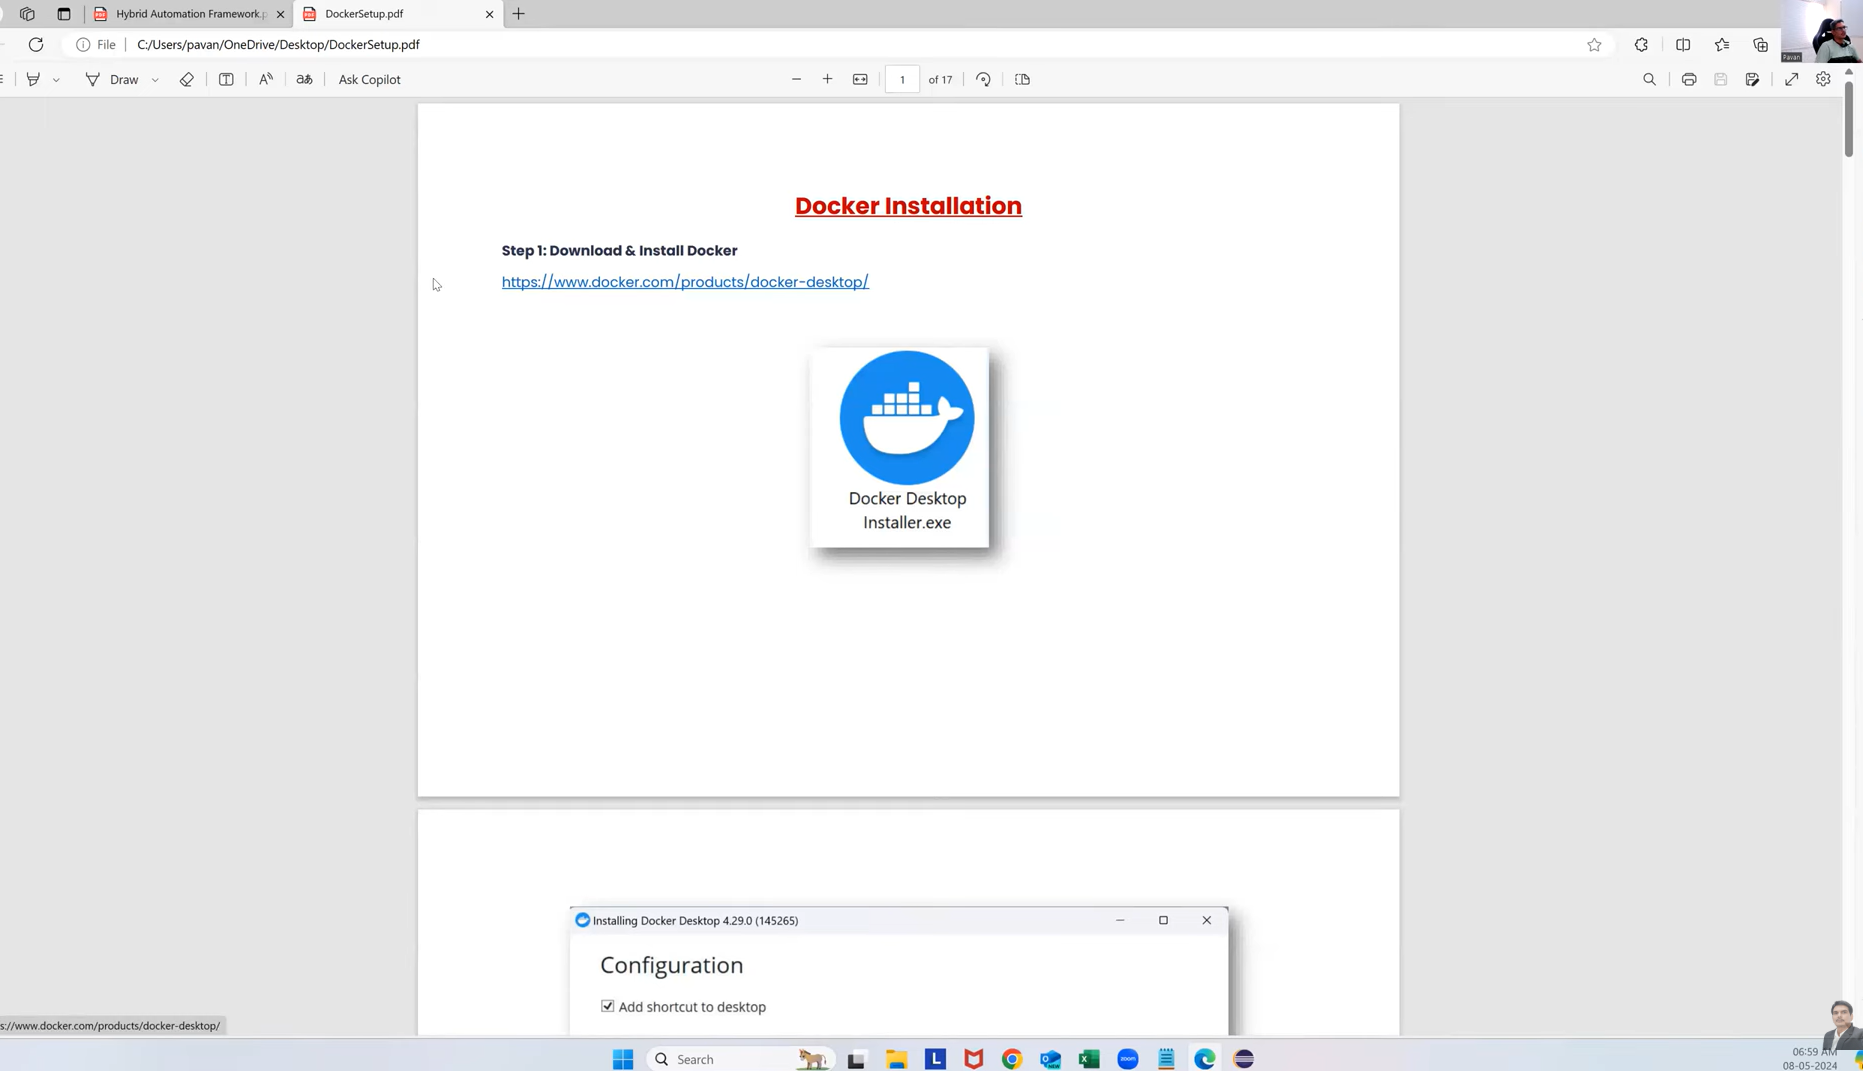 Hybrid Automation Framework.p
DockerSetup.pdf
File
C:/Users/pavan/OneDrive/Desktop/DockerSetup.pdf
Pavan
Draw
Ask Copilot
1
of 17
Docker Installation
Step 1: Download & Install Docker
https://www.docker.com/products/docker-desktop/
Docker Desktop
Installer.exe
Installing Docker Desktop 4.29.0 (145265)
Configuration
Add shortcut to desktop
s://www.docker.com/products/docker-desktop/
Search
06:59 AM
08-05-2024